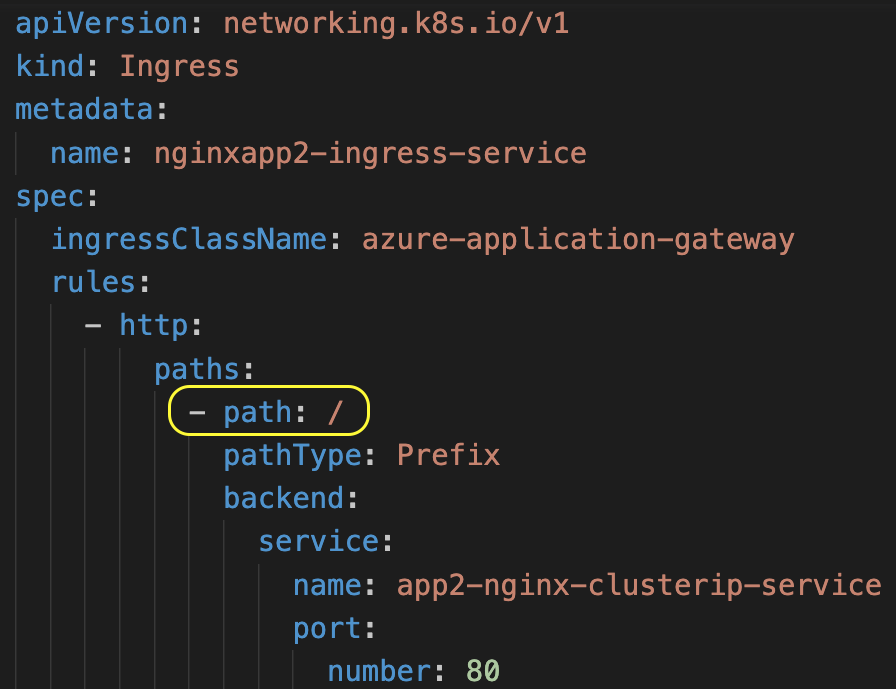 apiVersion: networking.k8s.io/v1
kind: Ingress
metadata:
  name: nginxapp2-ingress-service
spec:
  ingressClassName: azure-application-gateway
  rules:
    - http:
        paths:
          - path: /
            pathType: Prefix
            backend:
              service:
                name: app2-nginx-clusterip-service
                port:
                  number: 80